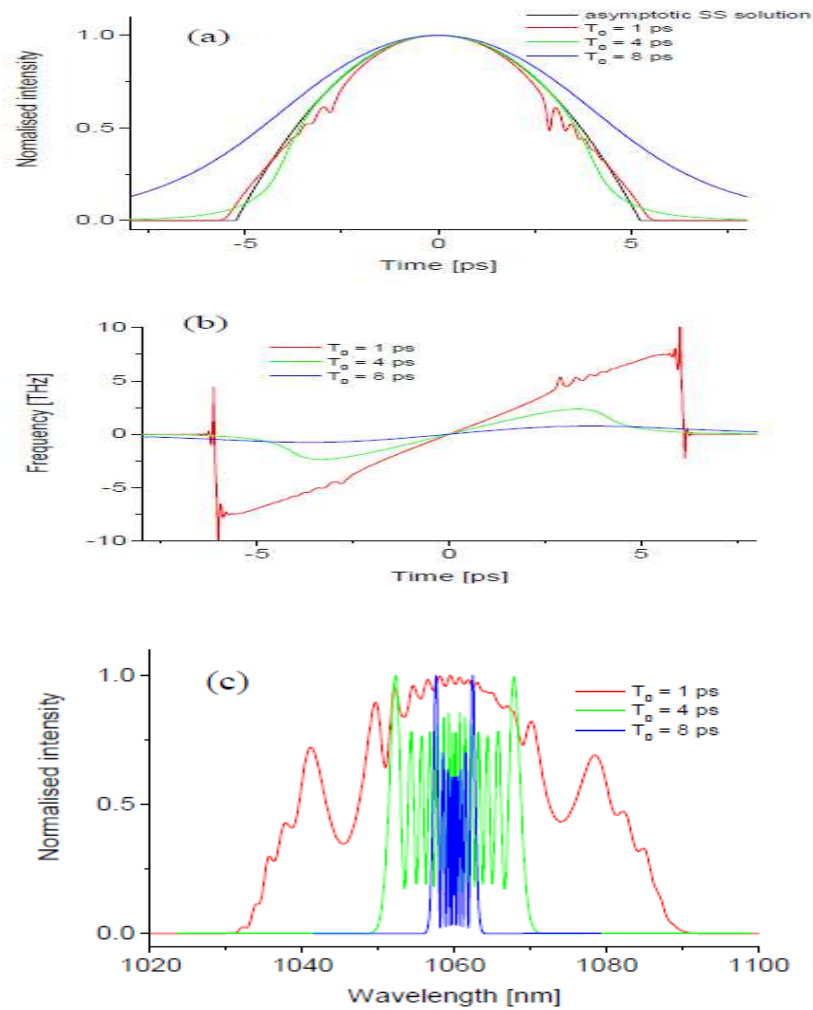 (a)
asymptotic SS solution
T0 = 1 ps
T0 = 4 ps
T0 = 8 ps
Nomalised intensity
1.0
0.5
0.0
-5
0
5
Time [ps]
(b)
T0 = 1 ps
T0 = 4 ps
T0 = 8 ps
Frequency [THz]
10
5
0
-5
-10
-5
0
5
Time [ps]
(c)
T0 = 1 ps
T0 = 4 ps
T0 = 8 ps
Normalised intensity
1.0
0.5
0.0
1020
1040
1060
1080
1100
Wavelength [nm]